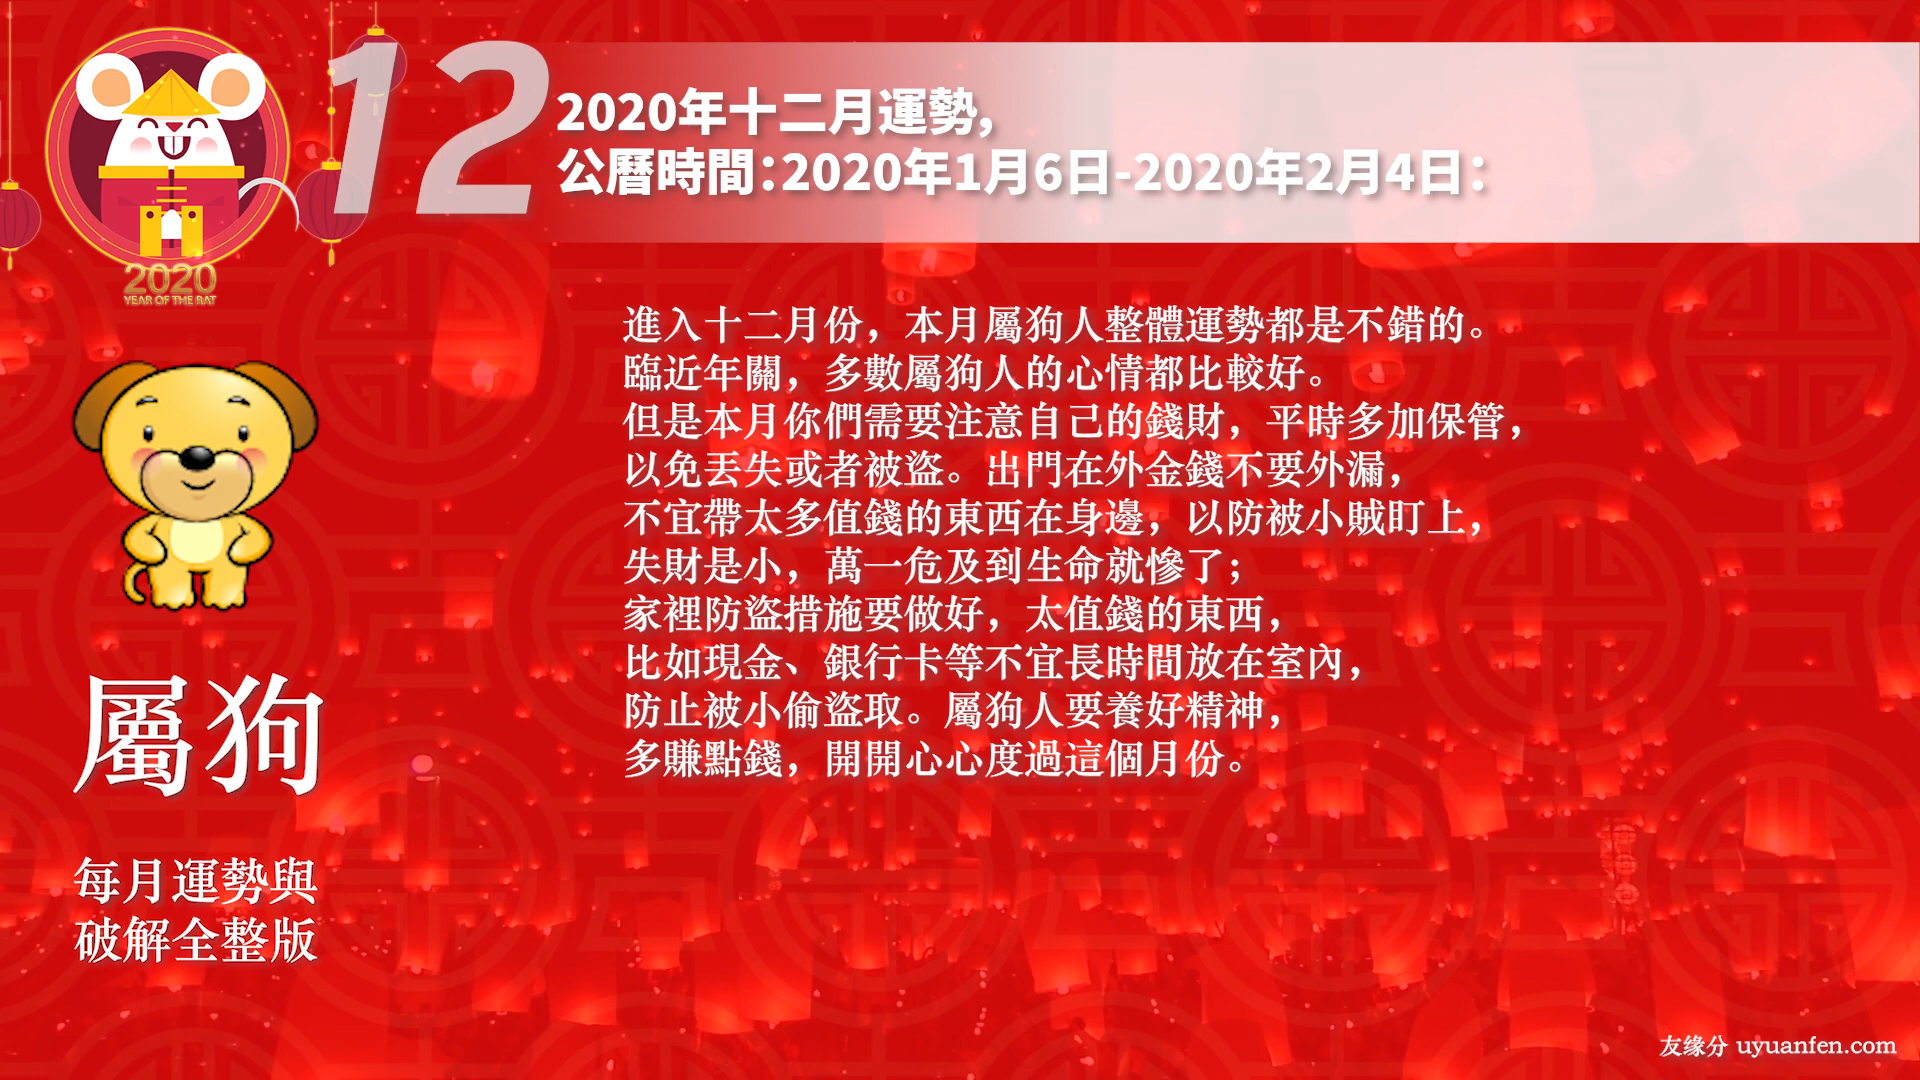 12
2020年十二月運勢，
公曆時間：2020年1月6日-2020年2月4日：
2020
YEAR OF THE RAT
進入十二月份，本月屬狗人整體運勢都是不錯的。
臨近年關，多數屬狗人的心情都比較好。
但是本月你們需要注意自己的錢財，平時多加保管，
以免丟失或者被盜。出門在外金錢不要外漏，
不宜帶太多值錢的東西在身邊，以防被小賊盯上，
失財是小，萬一危及到生命就慘了；
家裡防盜措施要做好，太值錢的東西，
比如現金、銀行卡等不宜長時間放在室內，
防止被小偷盜取。屬狗人要養好精神，
多賺點錢，開開心心度過這個月份。
屬狗
每月運勢與
破解全整版
友缘分 uyuanfen.com